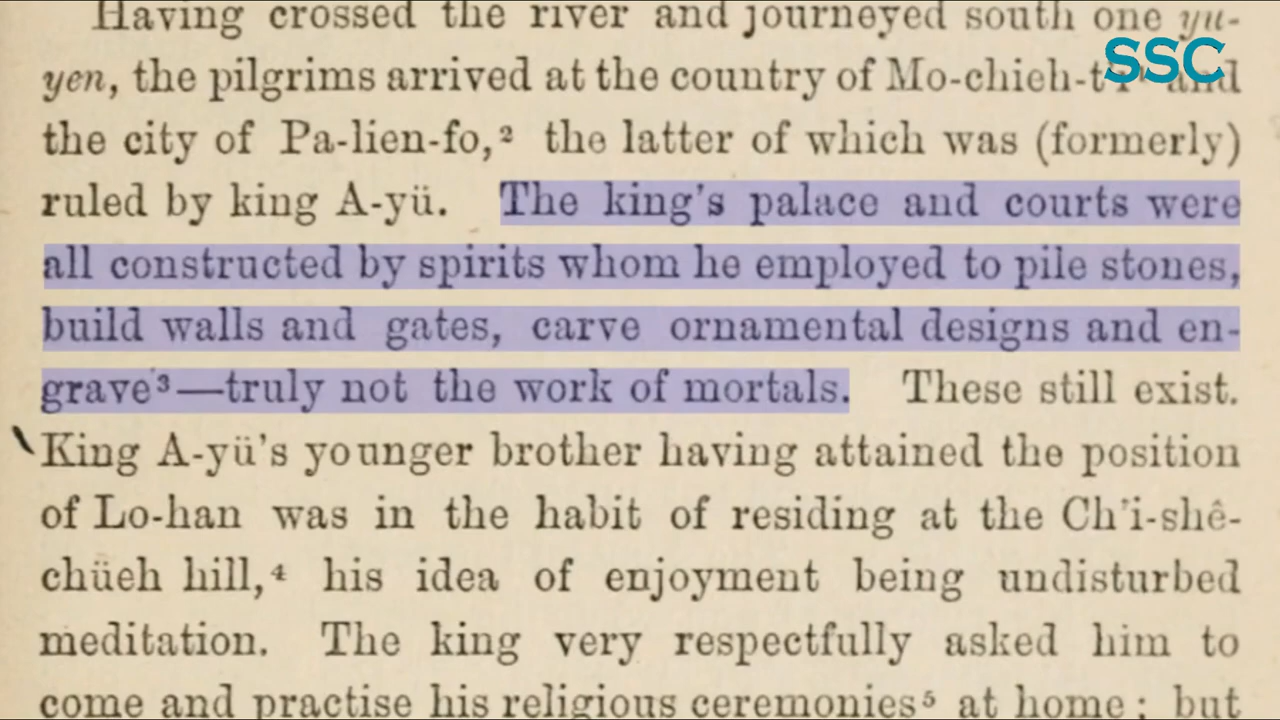 Having crossed the river and journeyed south one yu-
SSC
yen, the pilgrims arrived at the country of Mo-chieh-t and
the city of Pa-lien-fo,² the latter of which was (formerly)
ruled by king A-yü. The king's palace and courts were
all constructed by spirits whom he employed to pile stones,
build walls and gates, carve ornamental designs and en-
grave³—truly not the work of mortals. These still exist.
King A-yü's younger brother having attained the position
of Lo-han was in the habit of residing at the Ch'i-shê-
chüeh hill,⁴ his idea of enjoyment being undisturbed
meditation. The king very respectfully asked him to
come and practise his religious ceremonies⁵ at home; but